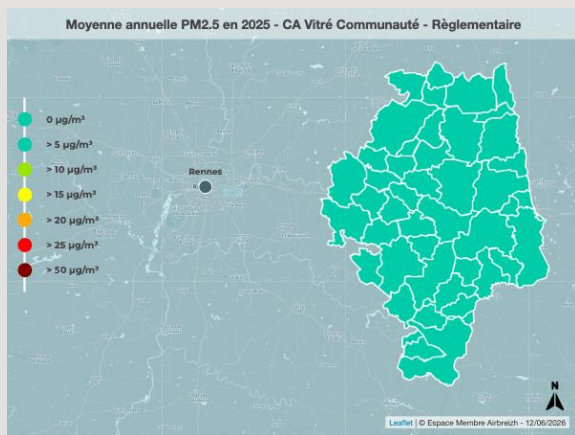 Moyenne annuelle PM2.5 en 2025 - CA Vitré Communauté - Règlementaire
0 µg/m³
> 5 µg/m³
> 10 µg/m³
> 15 µg/m³
> 20 µg/m³
> 25 µg/m³
> 50 µg/m³
Rennes
N
Leaflet | © Espace Membre Airbreizh - 12/06/2026